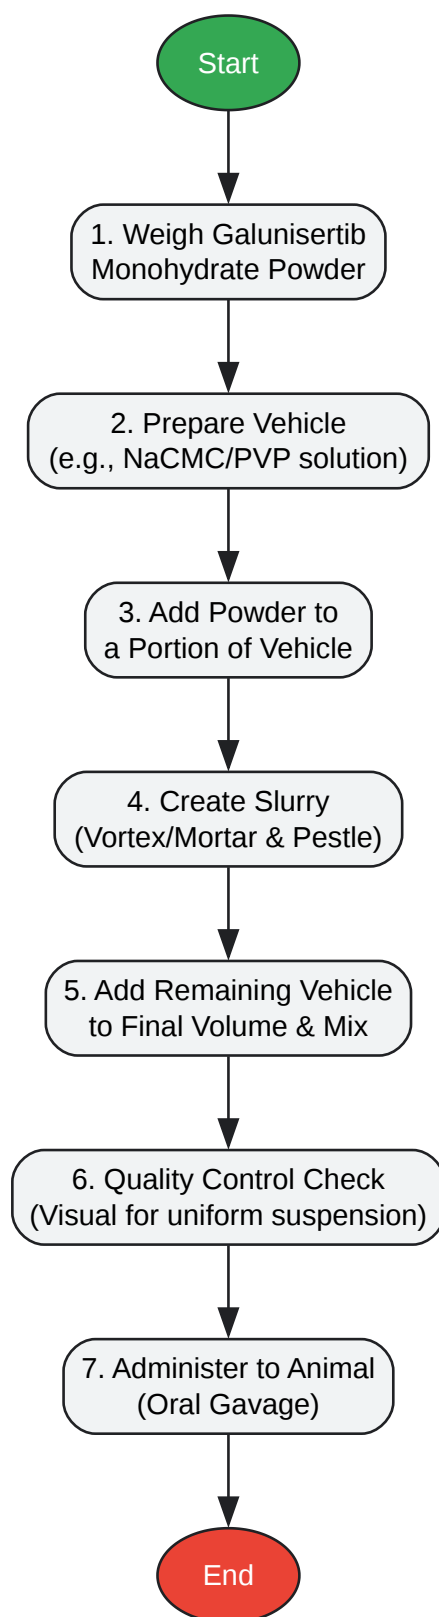 Start
1. Weigh Galunisertib
Monohydrate Powder
2. Prepare Vehicle
(e.g., NaCMC/PVP solution)
3. Add Powder to
a Portion of Vehicle
4. Create Slurry
(Vortex/Mortar & Pestle)
5. Add Remaining Vehicle
to Final Volume & Mix
6. Quality Control Check
(Visual for uniform suspension)
7. Administer to Animal
(Oral Gavage)
End